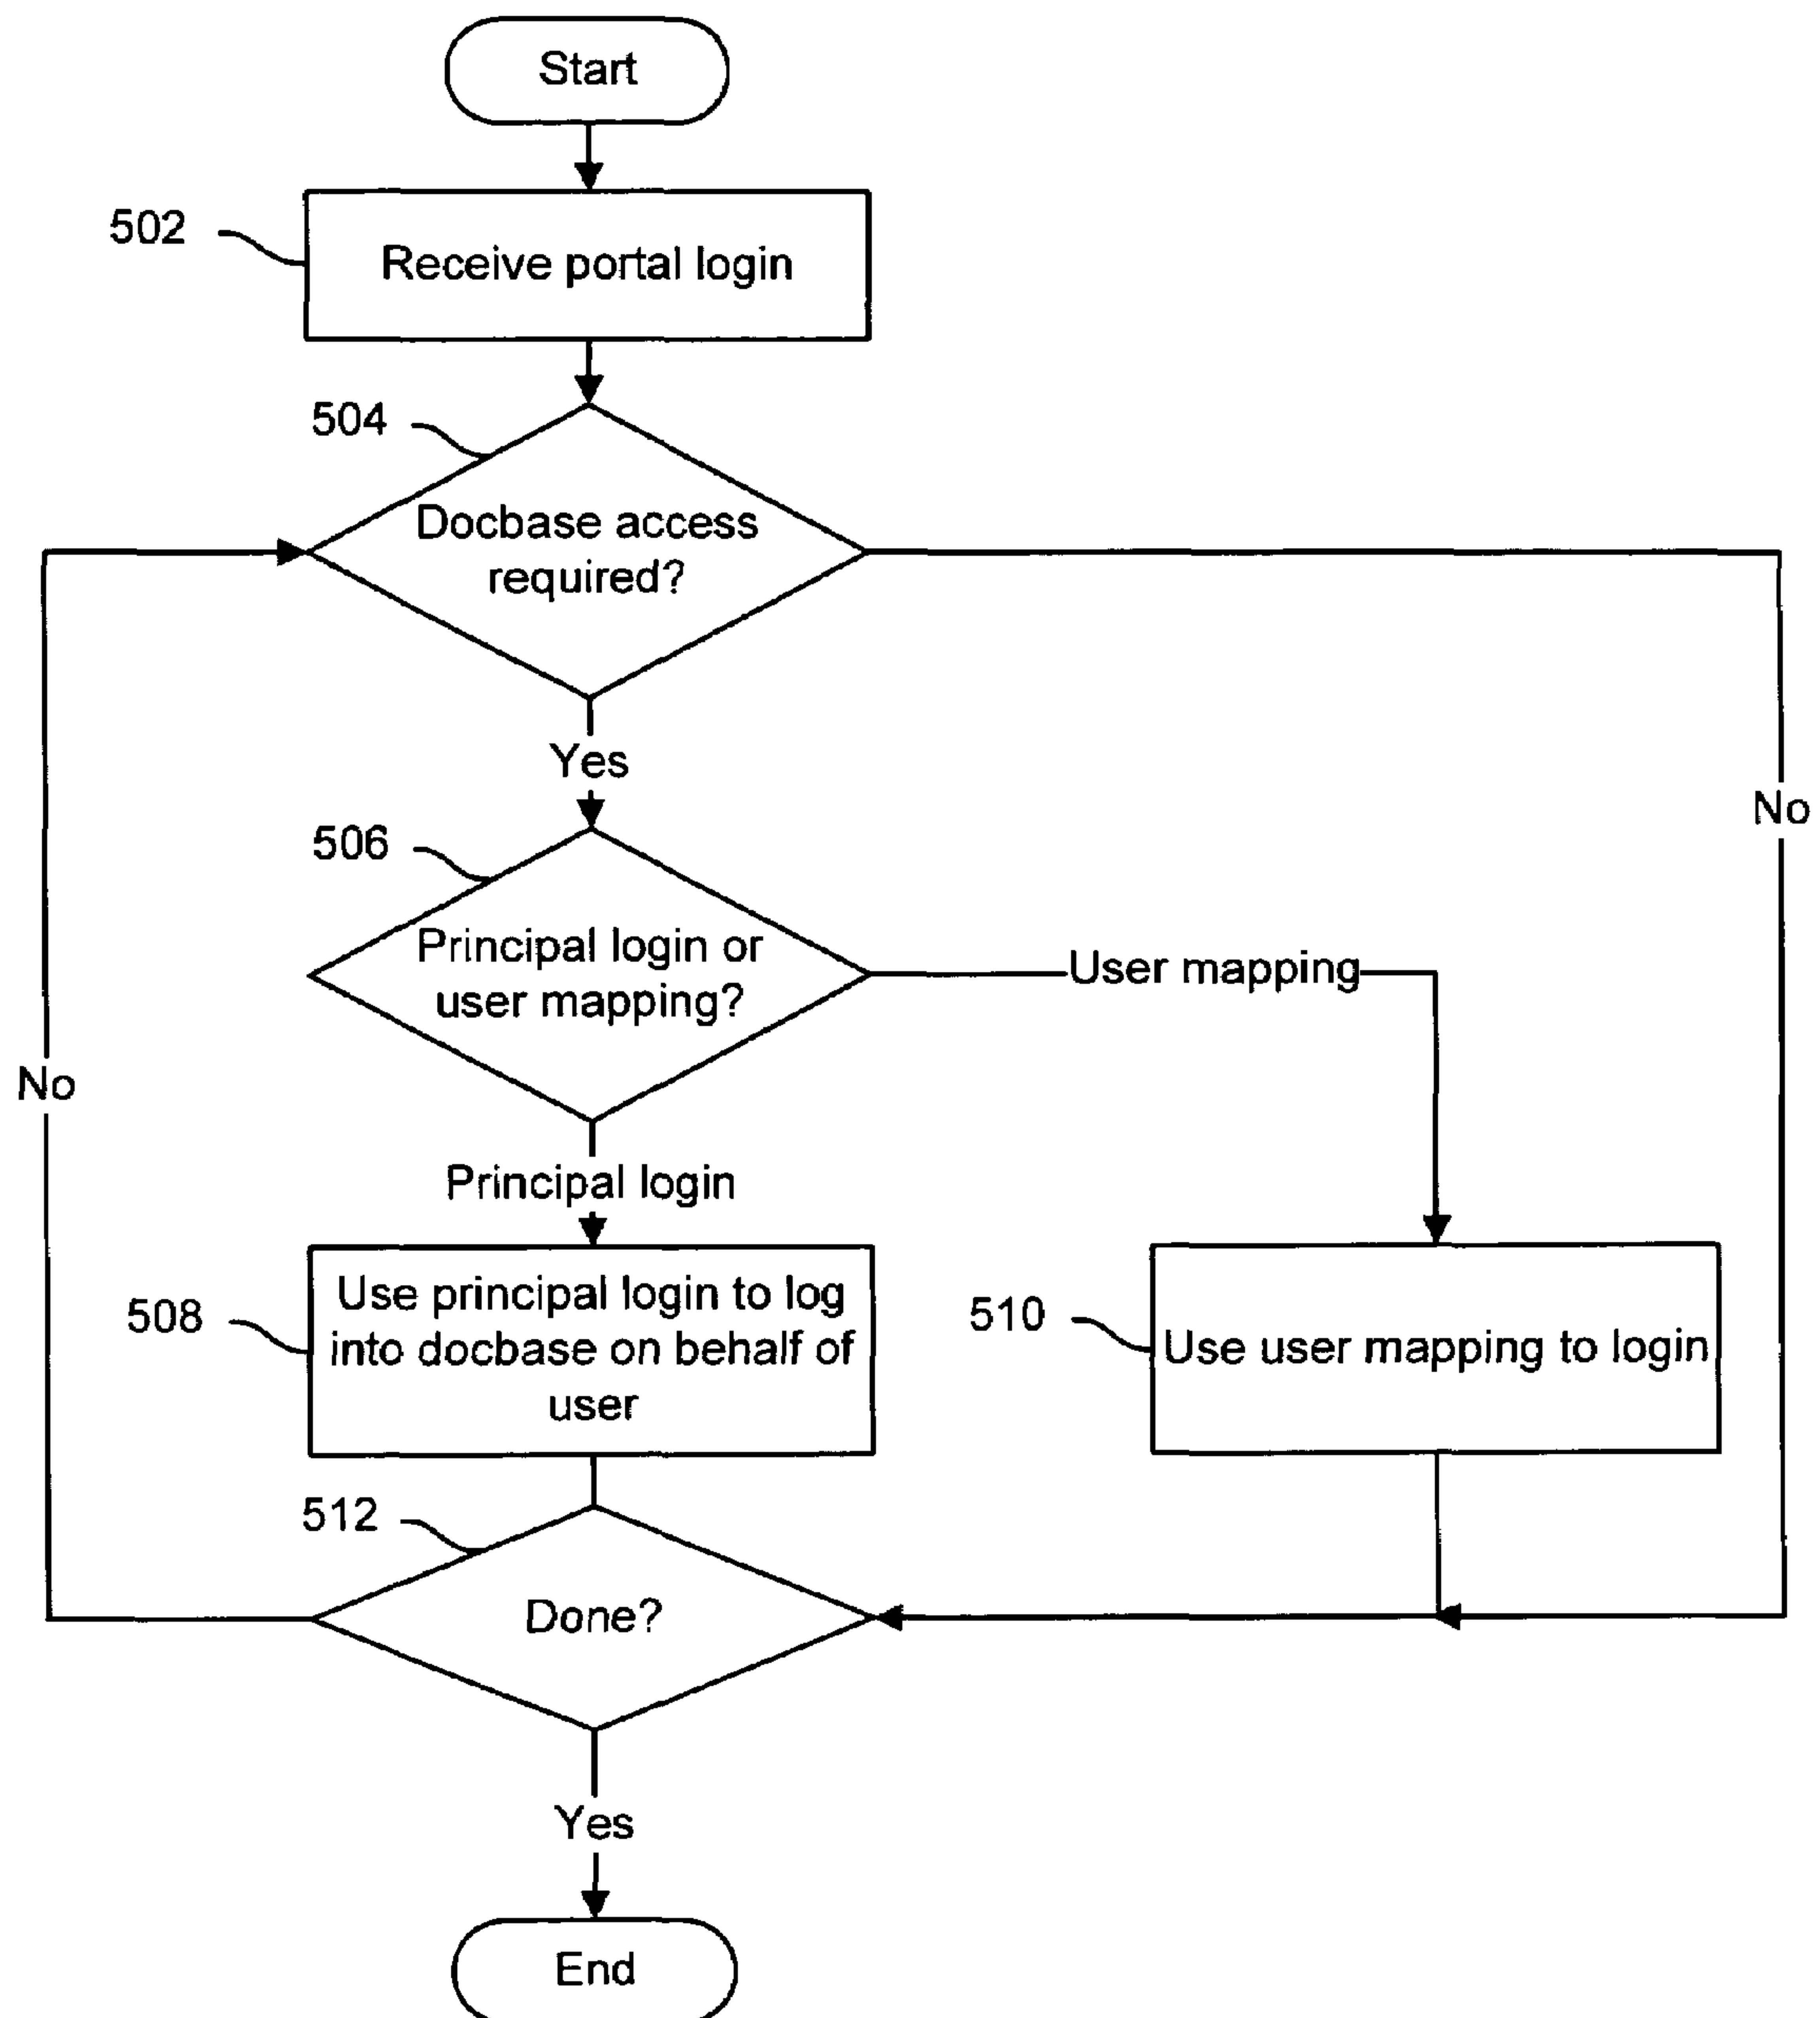 Start
502
Receive portal login
504
Docbase access
required?
Yes
No
506
Principal login or
user mapping?
User mapping
No
Principal login
508
Use principal login to log
into docbase on behalf of
user
510
Use user mapping to login
512
Done?
Yes
End